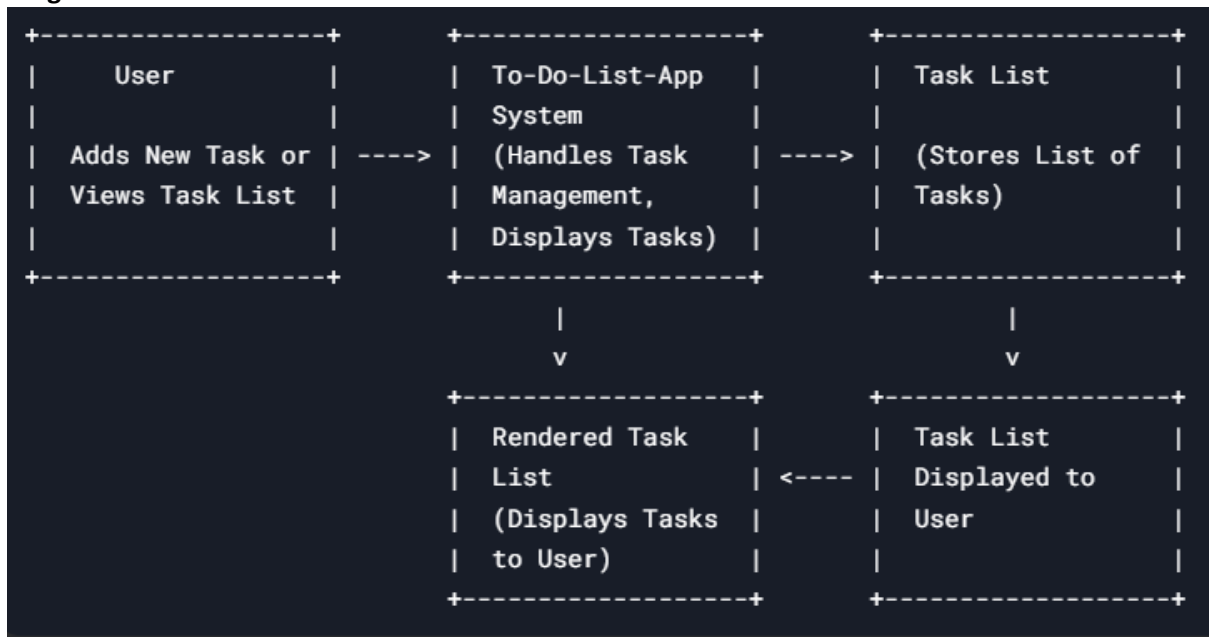 +-------------------+       +-------------------+       +-------------------+
|      User         |       |  To-Do-List-App   |       |  Task List        |
|                   |       |  System           |       |                   |
|  Adds New Task or | ----> |  (Handles Task    | ----> |  (Stores List of  |
|  Views Task List  |       |  Management,      |       |  Tasks)           |
|                   |       |  Displays Tasks)  |       |                   |
+-------------------+       +-------------------+       +-------------------+
                                   |                             |
                                   v                             v
                            +-------------------+       +-------------------+
                            |  Rendered Task    |       |  Task List        |
                            |  List             | <---- |  Displayed to     |
                            |  (Displays Tasks  |       |  User             |
                            |  to User)         |       |                   |
                            +-------------------+       +-------------------+